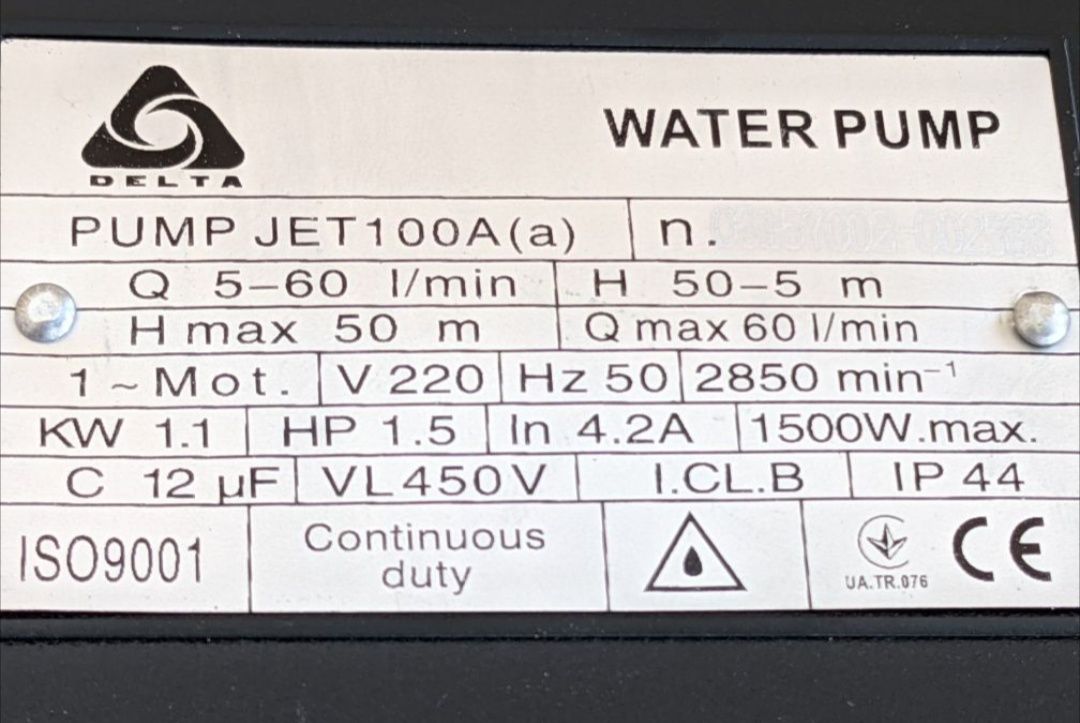 DELTA
WATER PUMP
PUMP JET100A(a) n.
Q 5-60 l/min H 50-5 m
H max 50 m Q max 60 l/min
1 ~ Mot. V 220 Hz 50 2850 min⁻¹
KW 1.1 HP 1.5 In 4.2A 1500W.max.
C 12 µF VL 450V I.CL.B IP 44
ISO9001 Continuous duty UA.TR.076 CE